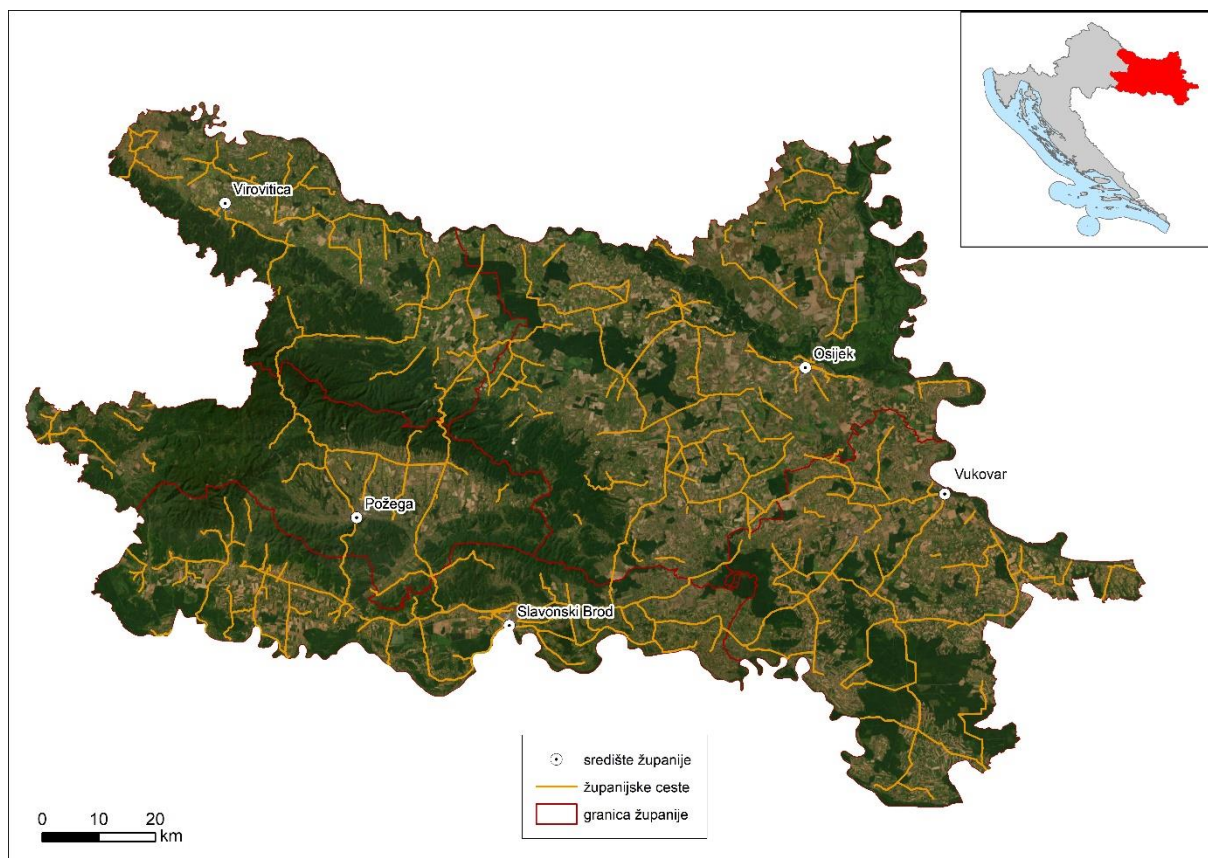 Virovitica
Osijek
Vukovar
Požega
Slavonski Brod
središte županije
županijske ceste
granica županije
0 10 20
km